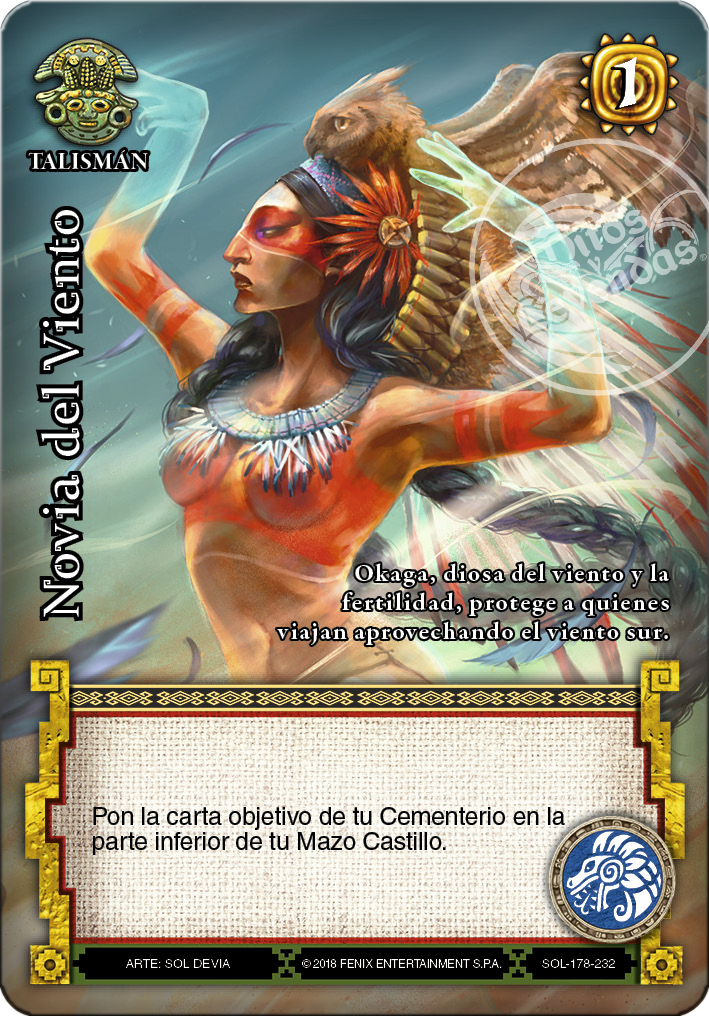 TALISMÁN
1
Novia del Viento
Mitos
y
Leyendas
Okaga, diosa del viento y la
fertilidad, protege a quienes
viajan aprovechando el viento sur.
Pon la carta objetivo de tu Cementerio en la
parte inferior de tu Mazo Castillo.
ARTE: SOL DEVIA
©2018 FENIX ENTERTAINMENT S.P.A.
SOL-178-232